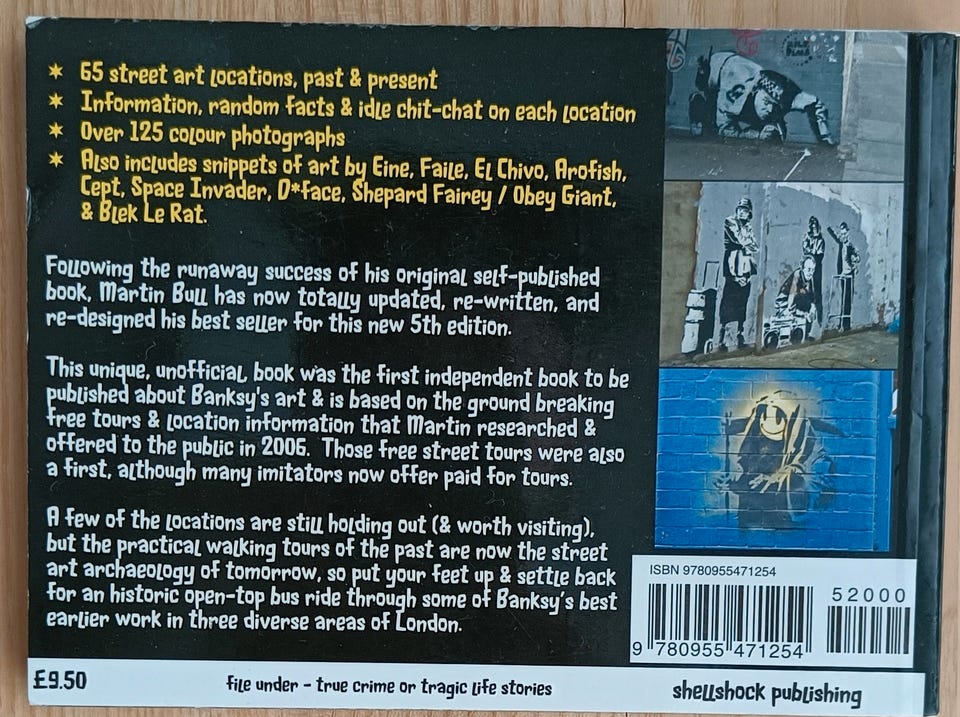 65 street art locations, past & present
Information, random facts & idle chit-chat on each location
Over 125 colour photographs
Also includes snippets of art by Eine, Faile, El Chivo, Arofish,
Cept, Space Invader, D*face, Shepard Fairey / Obey Giant,
& Blek Le Rat.
Following the runaway success of his original self-published
book, Martin Bull has now totally updated, re-written, and
re-designed his best seller for this new 5th edition.
This unique, unofficial book was the first independent book to be
published about Banksy's art & is based on the ground breaking
free tours & location information that Martin researched &
offered to the public in 2006. Those free street tours were also
a first, although many imitators now offer paid for tours.
A few of the locations are still holding out (& worth visiting),
but the practical walking tours of the past are now the street
art archaeology of tomorrow, so put your feet up & settle back
for an historic open-top bus ride through some of Banksy's best
earlier work in three diverse areas of London.
ISBN 9780955471254
52000
9 780955 471254
£9.50
file under - true crime or tragic life stories
shellshock publishing